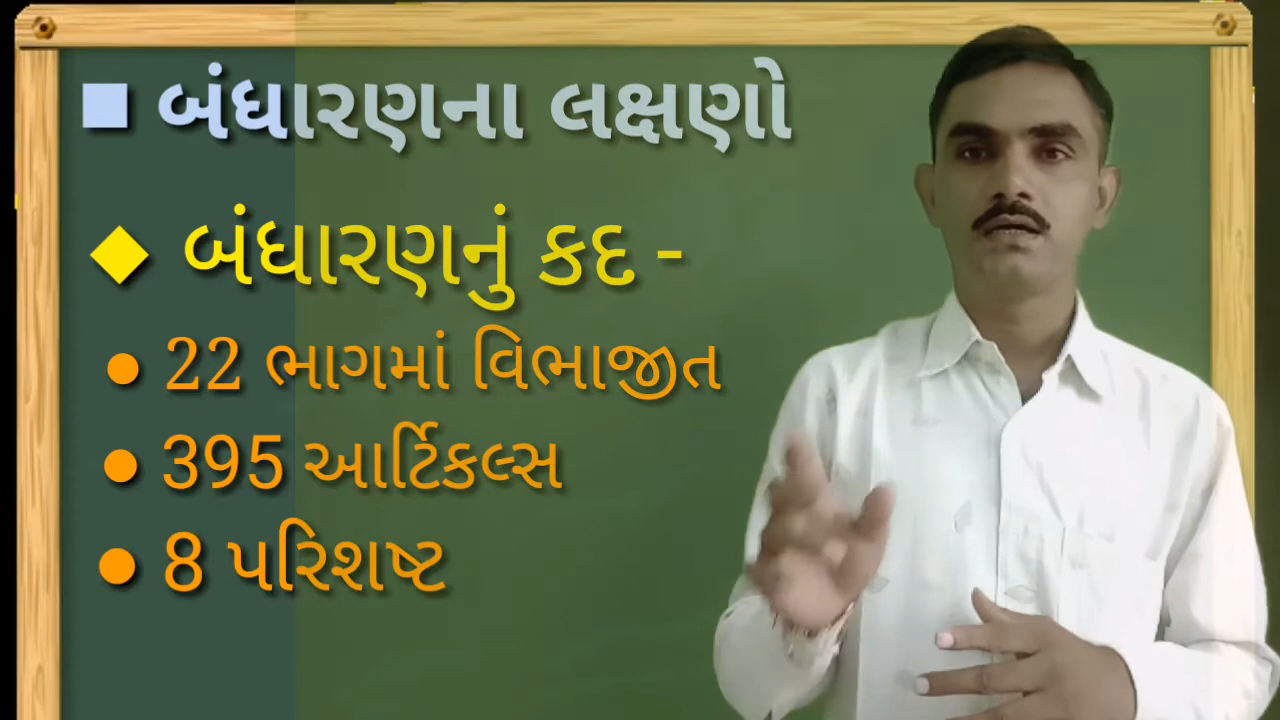 ■ બંધારણના લક્ષણો
◆ બંધારણનું કદ -
● 22 ભાગમાં વિભાજીત
● 395 આર્ટિકલ્સ
● 8 પરિશષ્ટ